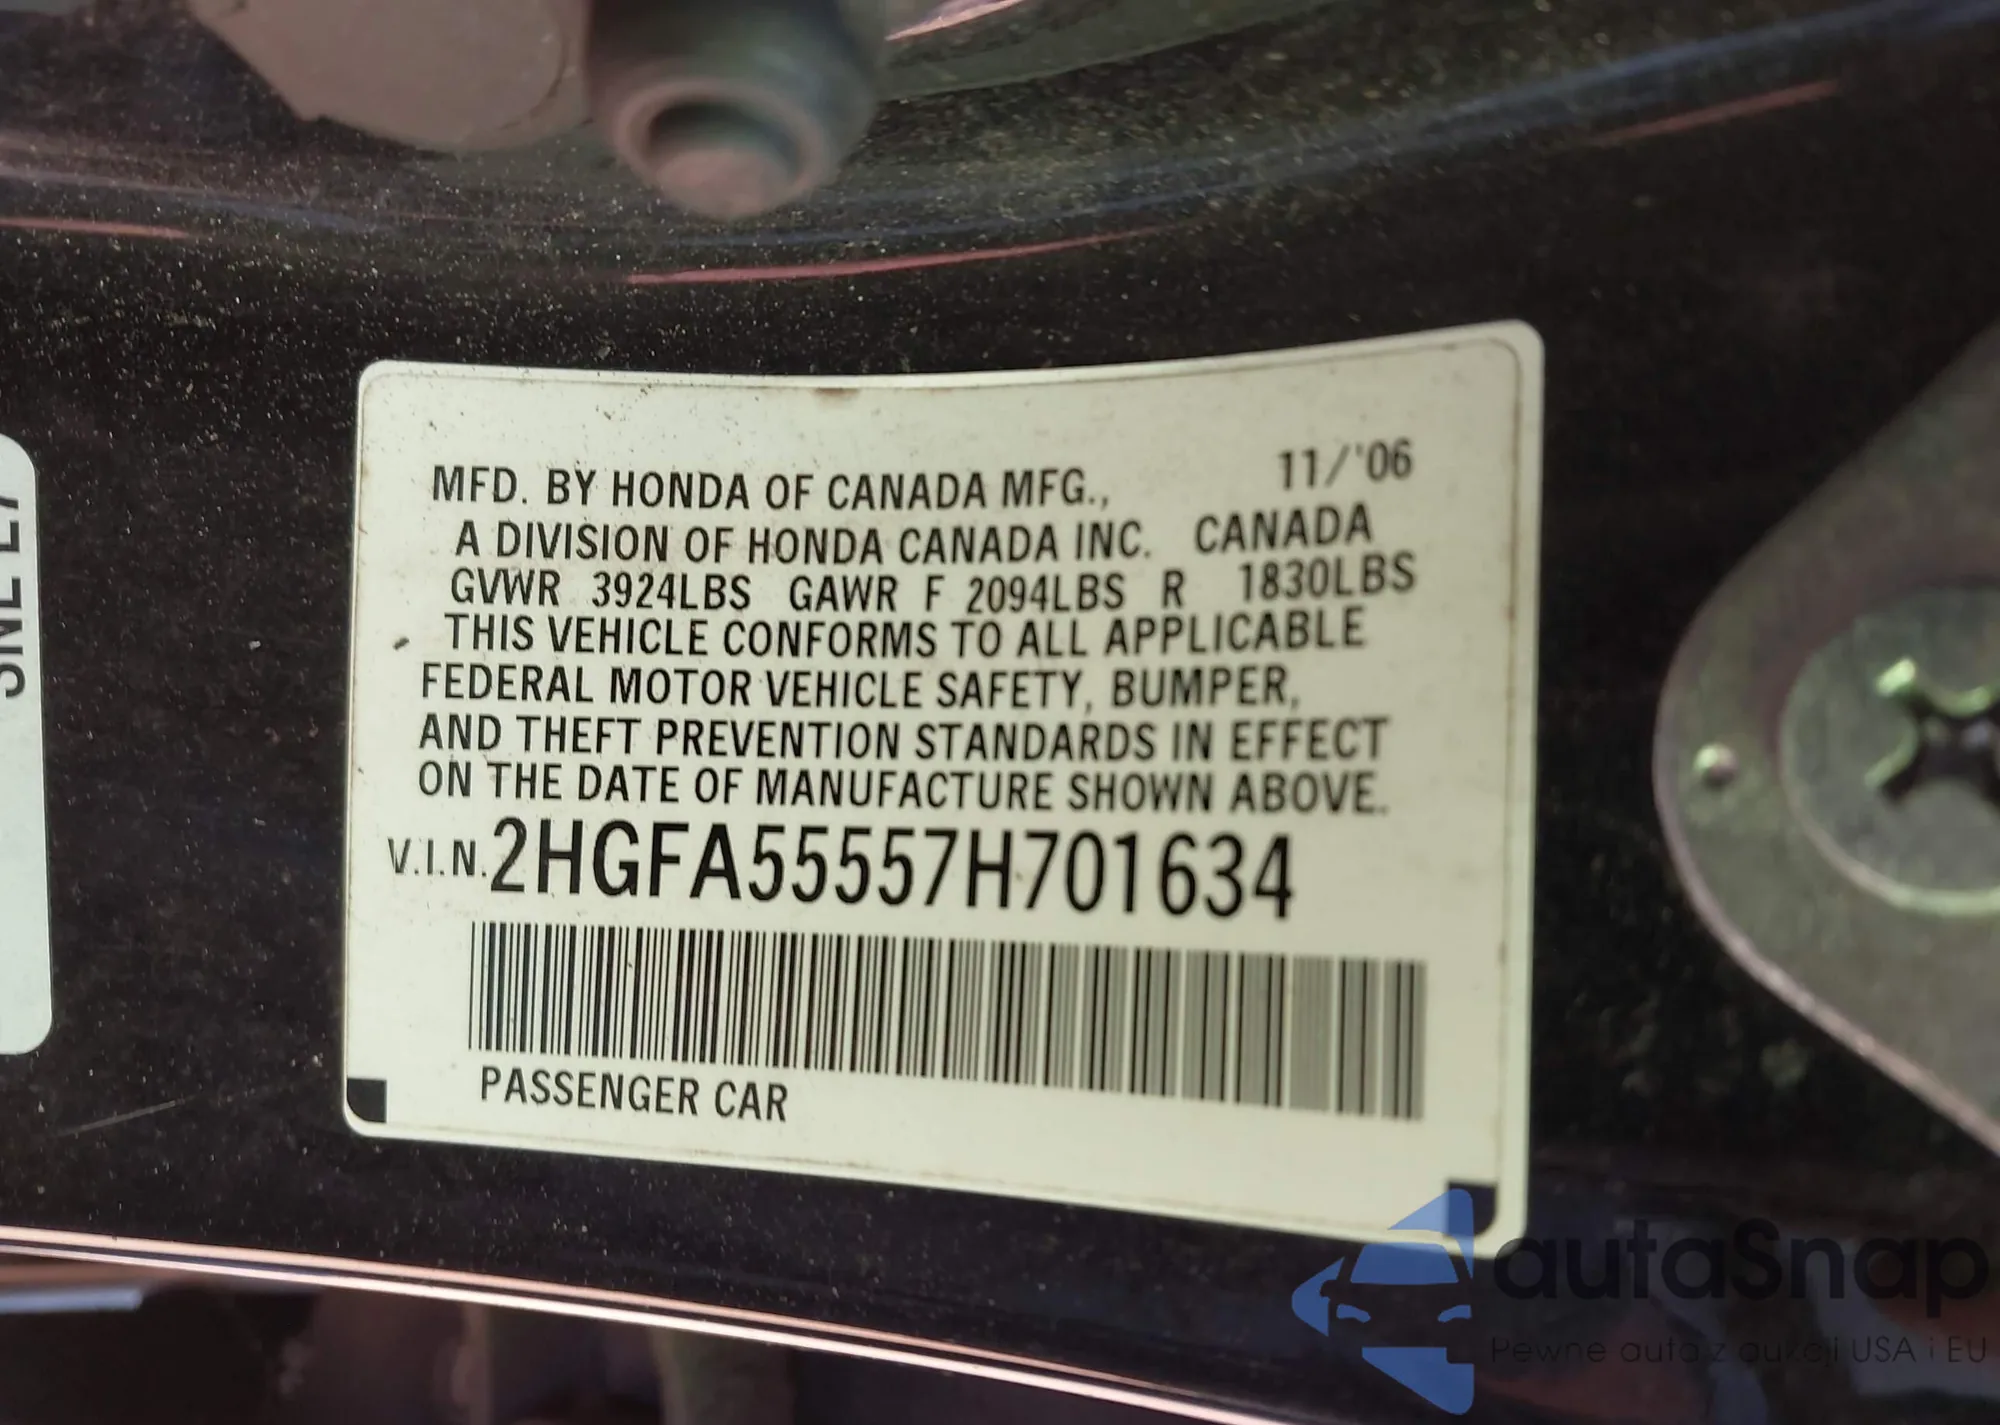 MFD. BY HONDA OF CANADA MFG., 11/'06
A DIVISION OF HONDA CANADA INC. CANADA
GVWR 3924LBS GAWR F 2094LBS R 1830LBS
THIS VEHICLE CONFORMS TO ALL APPLICABLE
FEDERAL MOTOR VEHICLE SAFETY, BUMPER,
AND THEFT PREVENTION STANDARDS IN EFFECT
ON THE DATE OF MANUFACTURE SHOWN ABOVE.
V.I.N. 2HGFA55557H701634
PASSENGER CAR
autaSnap
Pewne auta z aukcji USA i EU